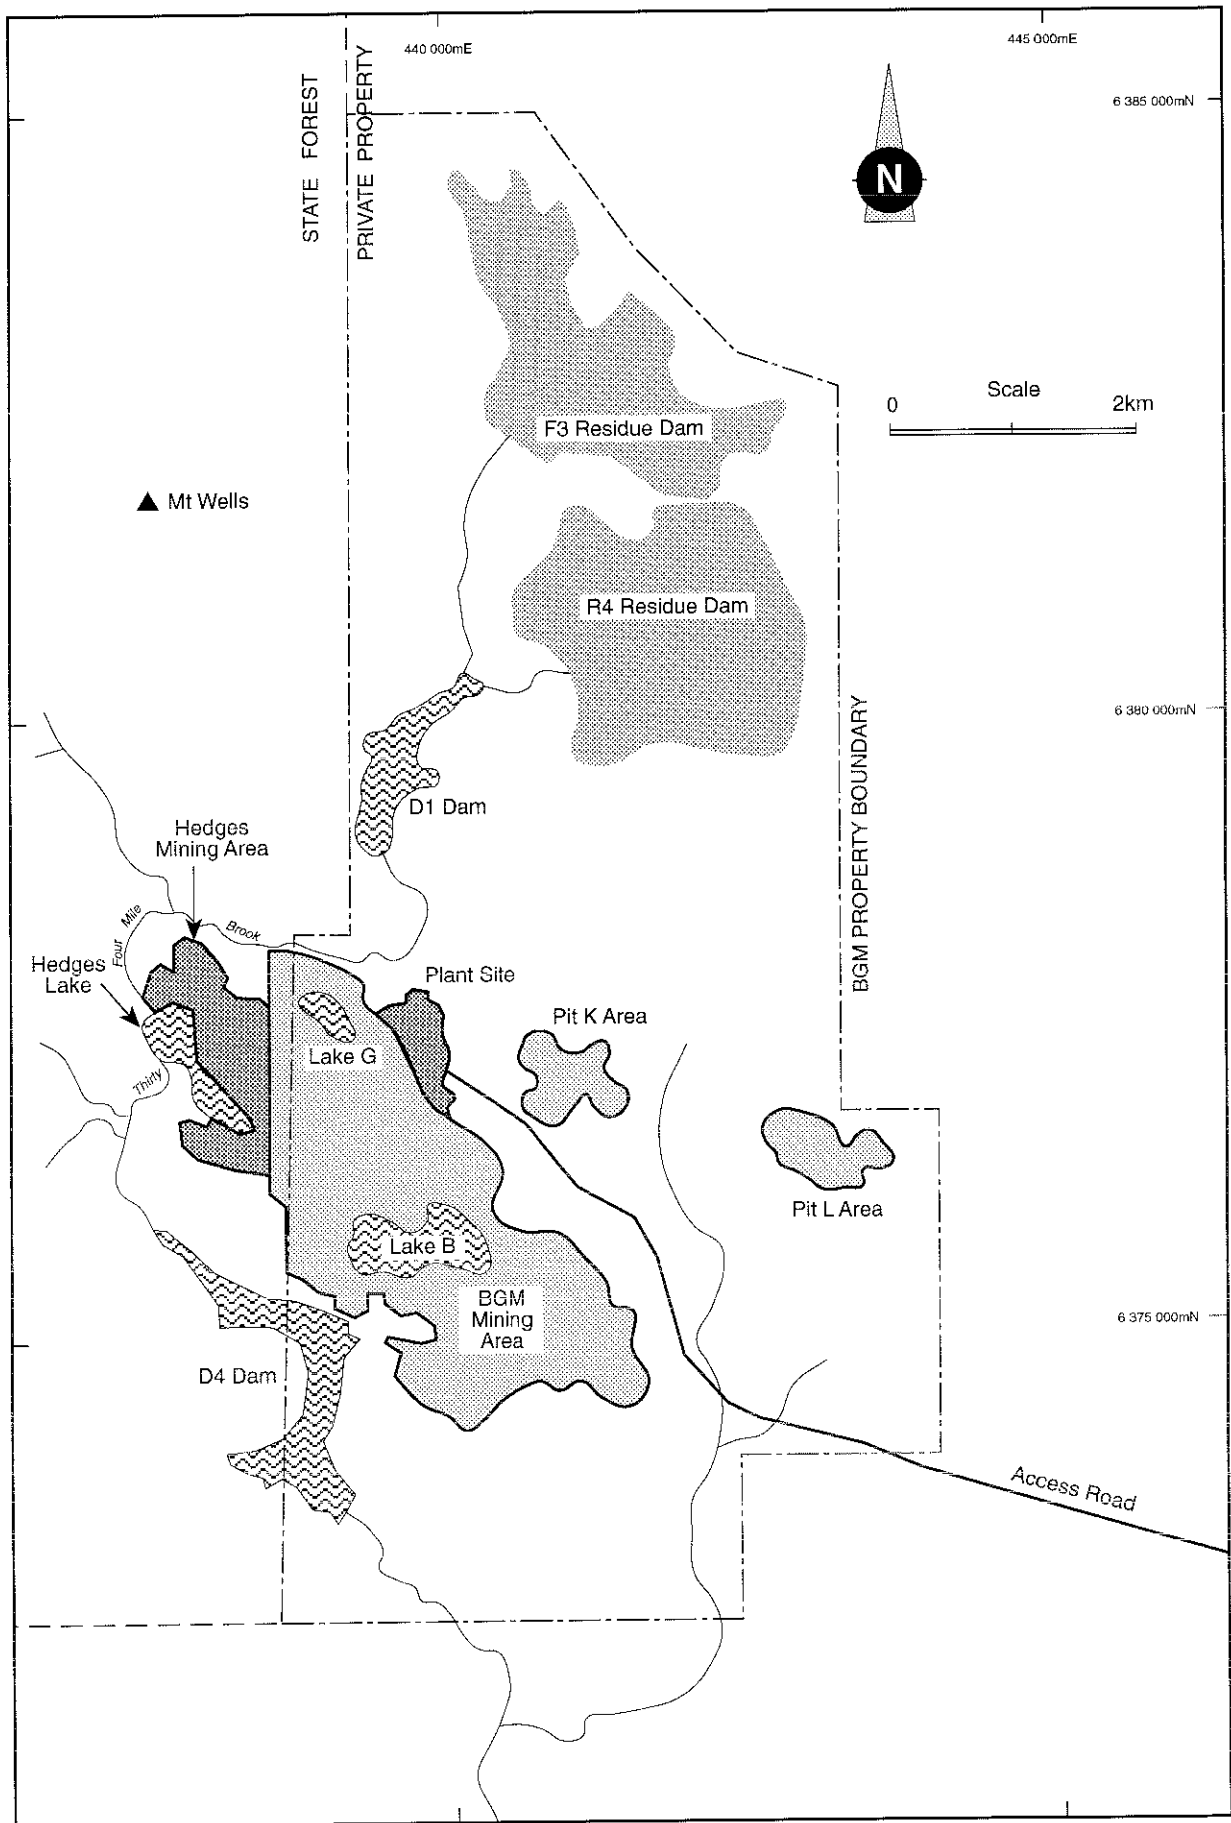 440 000mE
445 000mE
6 385 000mN
STATE FOREST
PRIVATE PROPERTY
N
Scale
0 2km
F3 Residue Dam
Mt Wells
R4 Residue Dam
6 380 000mN
BGM PROPERTY BOUNDARY
D1 Dam
Hedges
Mining Area
Four Mile Brook
Hedges
Lake
Plant Site
Pit K Area
Lake G
Thirty
Pit L Area
Lake B
BGM
Mining
Area
6 375 000mN
D4 Dam
Access Road